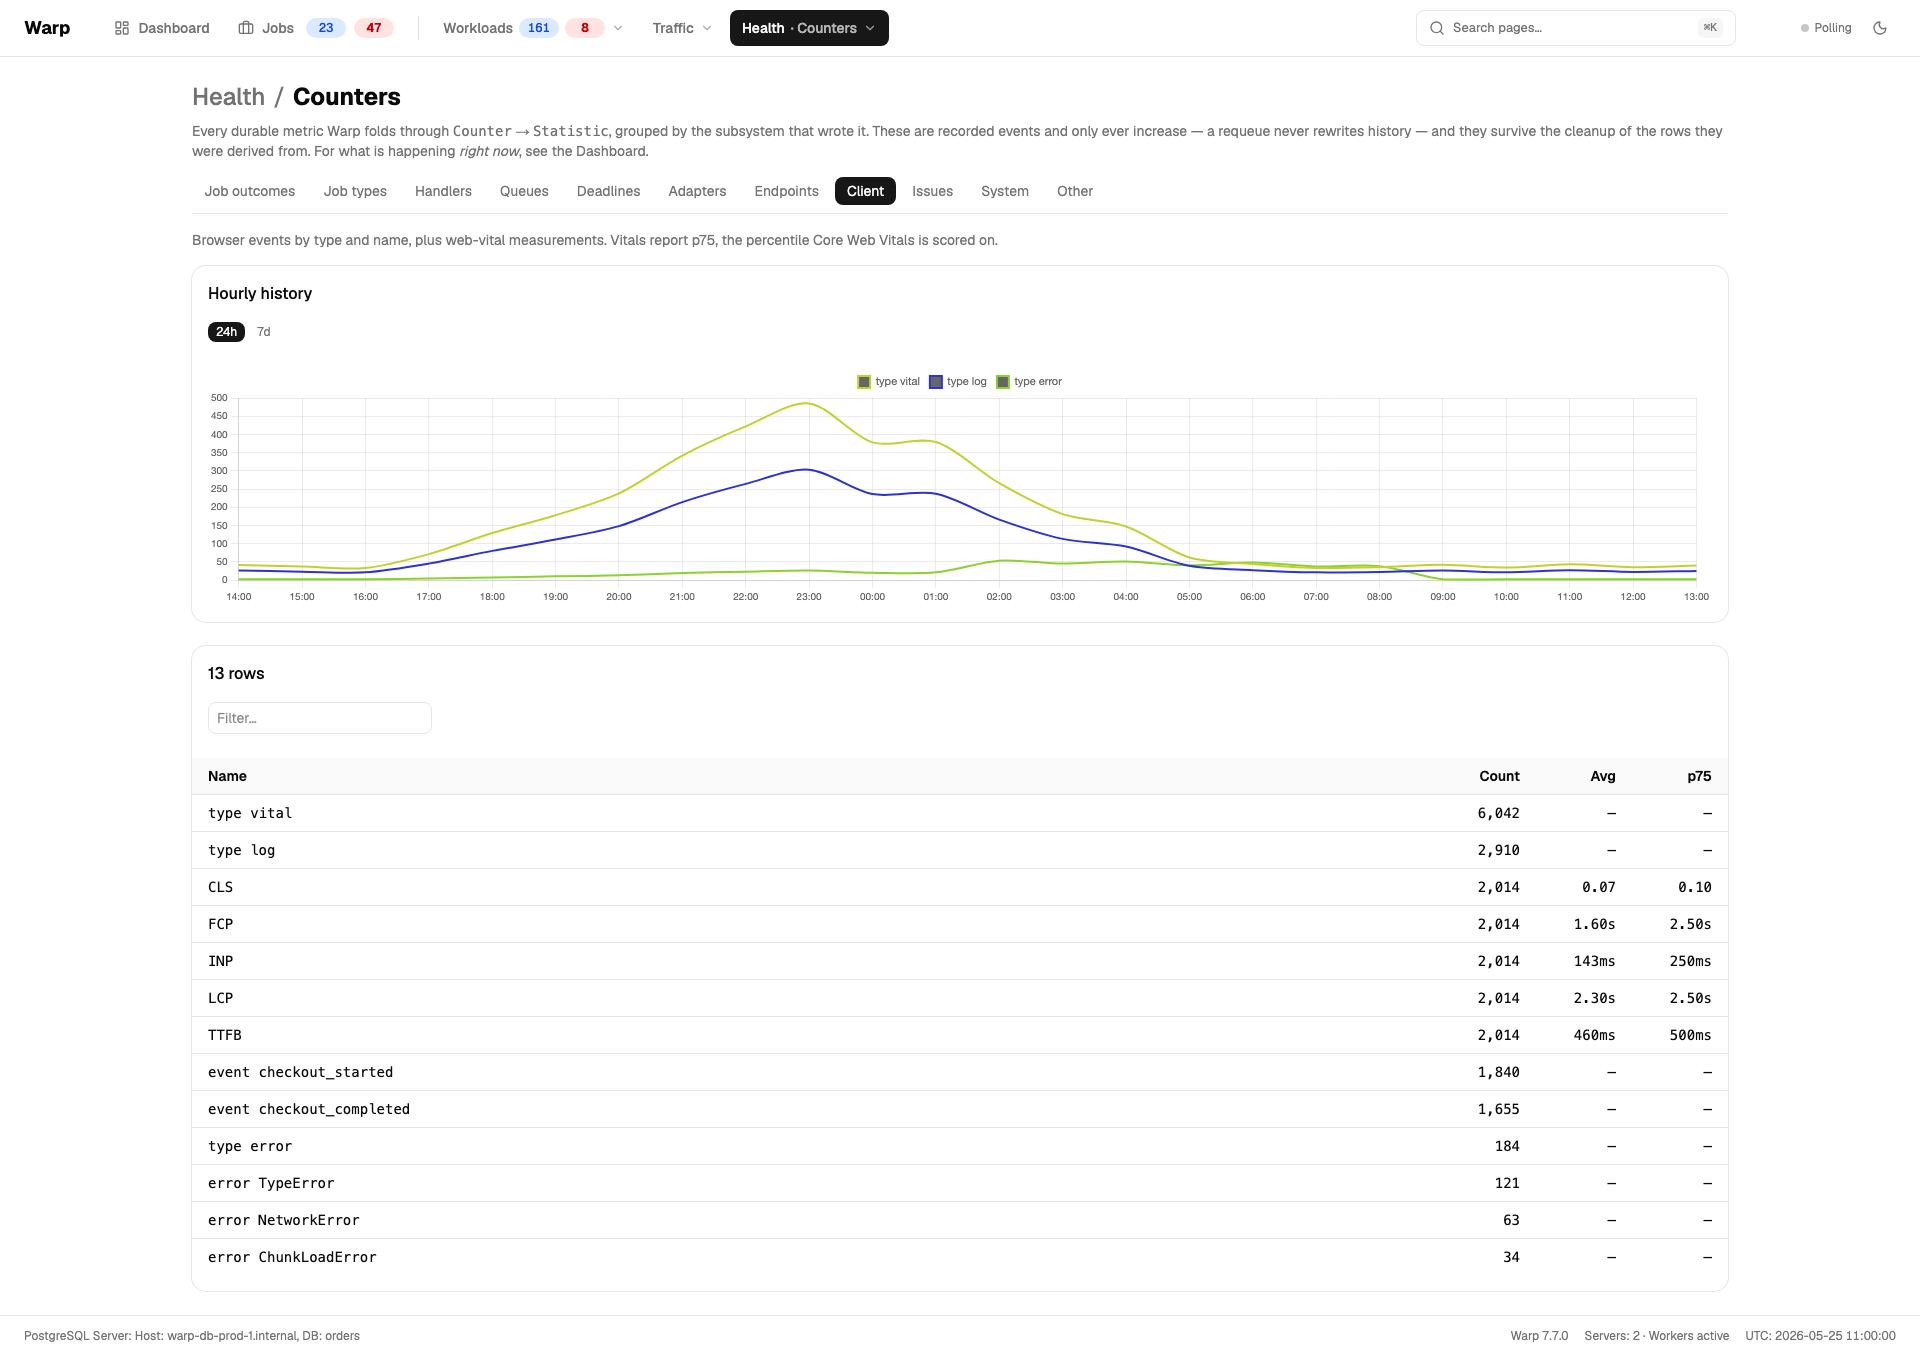 Warp
Dashboard
Jobs 23 47
Workloads 161 8
Traffic
Health · Counters
Search pages... ⌘K
Polling
Health / Counters
Every durable metric Warp folds through Counter → Statistic, grouped by the subsystem that wrote it. These are recorded events and only ever increase — a requeue never rewrites history — and they survive the cleanup of the rows they
were derived from. For what is happening right now, see the Dashboard.
Job outcomes Job types Handlers Queues Deadlines Adapters Endpoints Client Issues System Other
Browser events by type and name, plus web-vital measurements. Vitals report p75, the percentile Core Web Vitals is scored on.
Hourly history
24h 7d
type vital type log type error
500
450
400
350
300
250
200
150
100
50
0
14:00 15:00 16:00 17:00 18:00 19:00 20:00 21:00 22:00 23:00 00:00 01:00 02:00 03:00 04:00 05:00 06:00 07:00 08:00 09:00 10:00 11:00 12:00 13:00
13 rows
Filter...
Name Count Avg p75
type vital 6,042 — —
type log 2,910 — —
CLS 2,014 0.07 0.10
FCP 2,014 1.60s 2.50s
INP 2,014 143ms 250ms
LCP 2,014 2.30s 2.50s
TTFB 2,014 460ms 500ms
event checkout_started 1,840 — —
event checkout_completed 1,655 — —
type error 184 — —
error TypeError 121 — —
error NetworkError 63 — —
error ChunkLoadError 34 — —
PostgreSQL Server: Host: warp-db-prod-1.internal, DB: orders
Warp 7.7.0 Servers: 2 · Workers active UTC: 2026-05-25 11:00:00